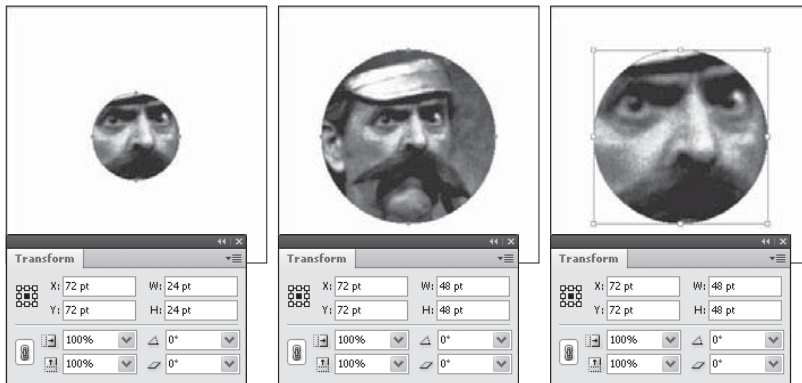 Transform
X: 72 pt W: 24 pt
Y: 72 pt H: 24 pt
100% 0°
100% 0°
Transform
X: 72 pt W: 48 pt
Y: 72 pt H: 48 pt
100% 0°
100% 0°
Transform
X: 72 pt W: 48 pt
Y: 72 pt H: 48 pt
100% 0°
100% 0°